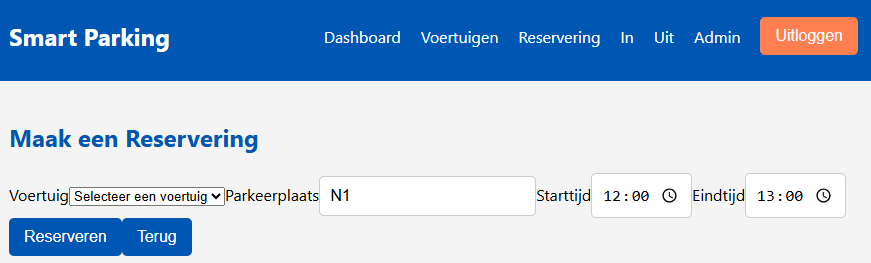 Smart Parking Dashboard Voertuigen Reservering In Uit Admin Uitloggen
Maak een Reservering
Voertuig Selecteer een voertuig Parkeerplaats N1 Starttijd 12:00 Eindtijd 13:00
Reserveren Terug